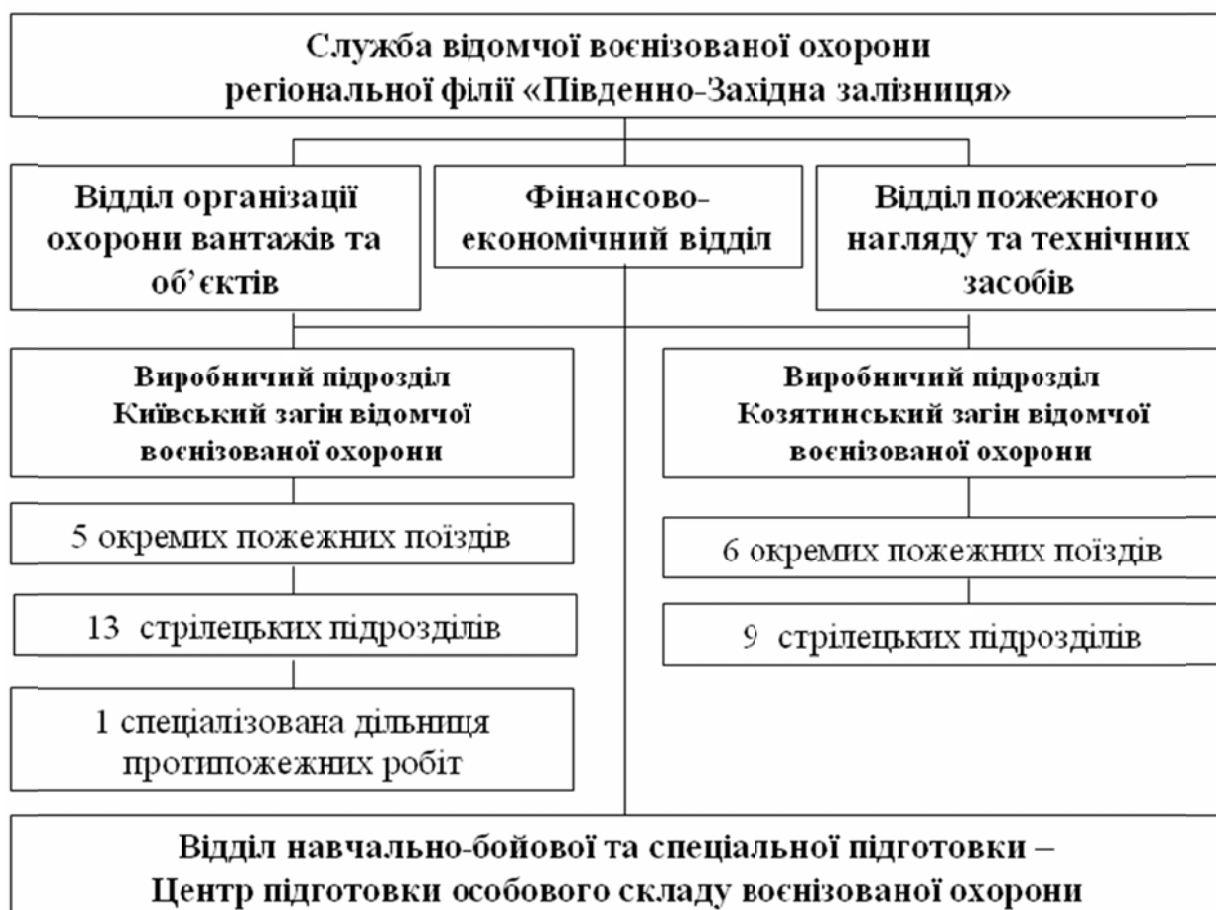 Служба відомчої воєнізованої охорони
регіональної філії «Південно-Західна залізниця»
Відділ організації
охорони вантажів та
об’єктів
Фінансово-
економічний відділ
Відділ пожежного
нагляду та технічних
засобів
Виробничий підрозділ
Київський загін відомчої
воєнізованої охорони
5 окремих пожежних поїздів
13 стрілецьких підрозділів
1 спеціалізована дільниця
протипожежних робіт
Виробничий підрозділ
Козятинський загін відомчої
воєнізованої охорони
6 окремих пожежних поїздів
9 стрілецьких підрозділів
Відділ навчально-бойової та спеціальної підготовки –
Центр підготовки особового складу воєнізованої охорони